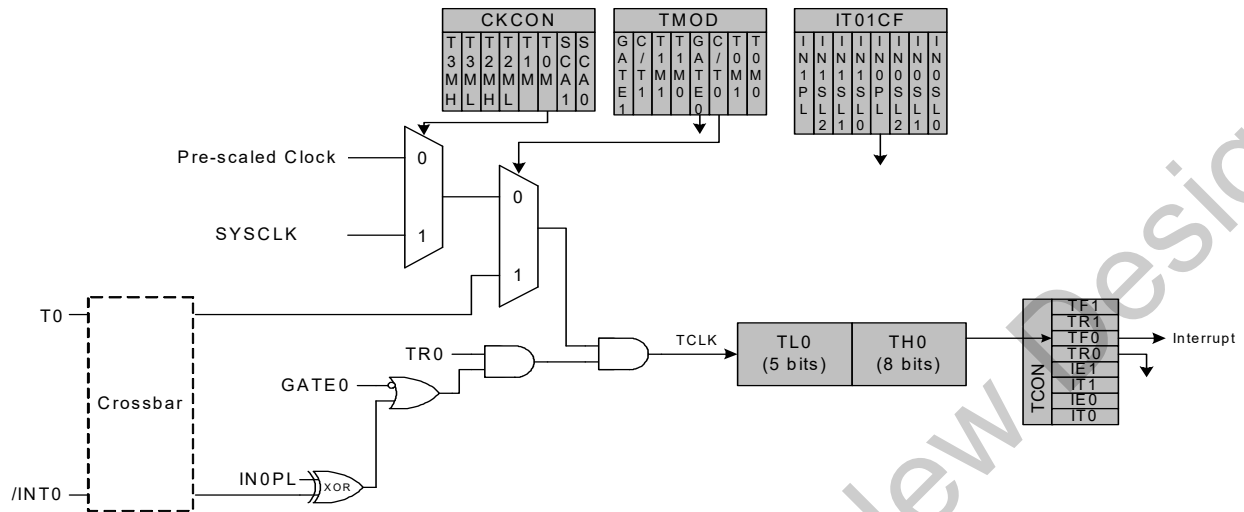 CKCON
T3MH T3ML T2MH T2ML T1M T0M SCA1 SCA0
TMOD
GATE1 C/T1 T1M1 T1M0 GATE0 C/T0 T0M1 T0M0
IT01CF
IN1PL IN1SL2 IN1SL1 IN1SL0 IN0PL IN0SL2 IN0SL1 IN0SL0
Pre-scaled Clock
0
SYSCLK
1
0
1
T0
Crossbar
/INT0
TR0
GATE0
IN0PL
XOR
TCLK
TL0
(5 bits)
TH0
(8 bits)
TCON
TF1
TR1
TF0
TR0
IE1
IT1
IE0
IT0
Interrupt